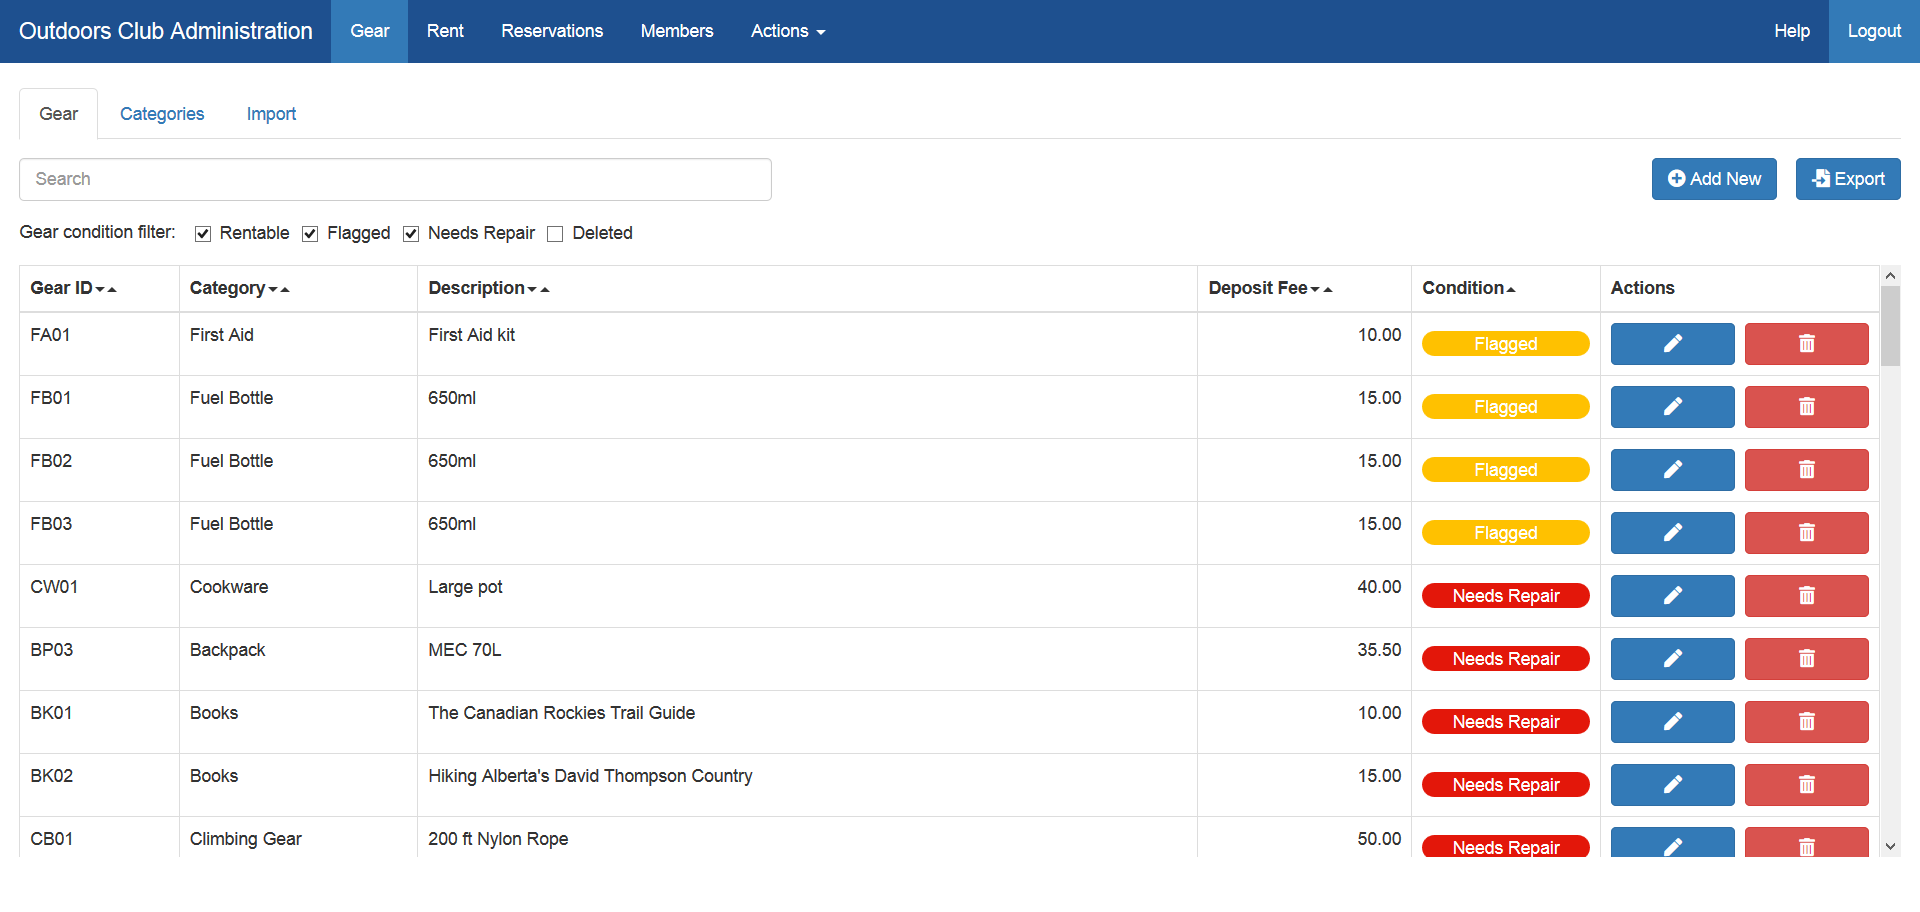 Outdoors Club Administration Gear Rent Reservations Members Actions Help Logout
Gear Categories Import
Search Add New Export
Gear condition filter: Rentable Flagged Needs Repair Deleted
Gear ID Category Description Deposit Fee Condition Actions
FA01 First Aid First Aid kit 10.00 Flagged
FB01 Fuel Bottle 650ml 15.00 Flagged
FB02 Fuel Bottle 650ml 15.00 Flagged
FB03 Fuel Bottle 650ml 15.00 Flagged
CW01 Cookware Large pot 40.00 Needs Repair
BP03 Backpack MEC 70L 35.50 Needs Repair
BK01 Books The Canadian Rockies Trail Guide 10.00 Needs Repair
BK02 Books Hiking Alberta's David Thompson Country 15.00 Needs Repair
CB01 Climbing Gear 200 ft Nylon Rope 50.00 Needs Repair